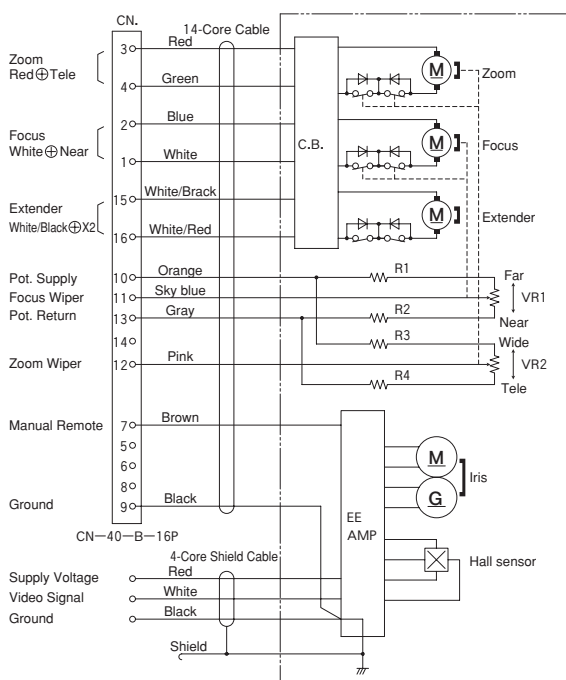 CN.
14-Core Cable
Zoom
Red⊕Tele
3 Red
4 Green
Focus
White⊕Near
2 Blue
1 White
Extender
White/Black⊕X2
15 White/Brack
16 White/Red
C.B.
M Zoom
M Focus
M Extender
Pot. Supply 10 Orange R1 Far
Focus Wiper 11 Sky blue VR1
Pot. Return 13 Gray R2 Near
14 R3 Wide
Zoom Wiper 12 Pink VR2
R4 Tele
Manual Remote 7 Brown
5
6
8
Ground 9 Black
CN-40-B-16P
EE
AMP
M
G
Iris
Hall sensor
4-Core Shield Cable
Supply Voltage Red
Video Signal White
Ground Black
Shield